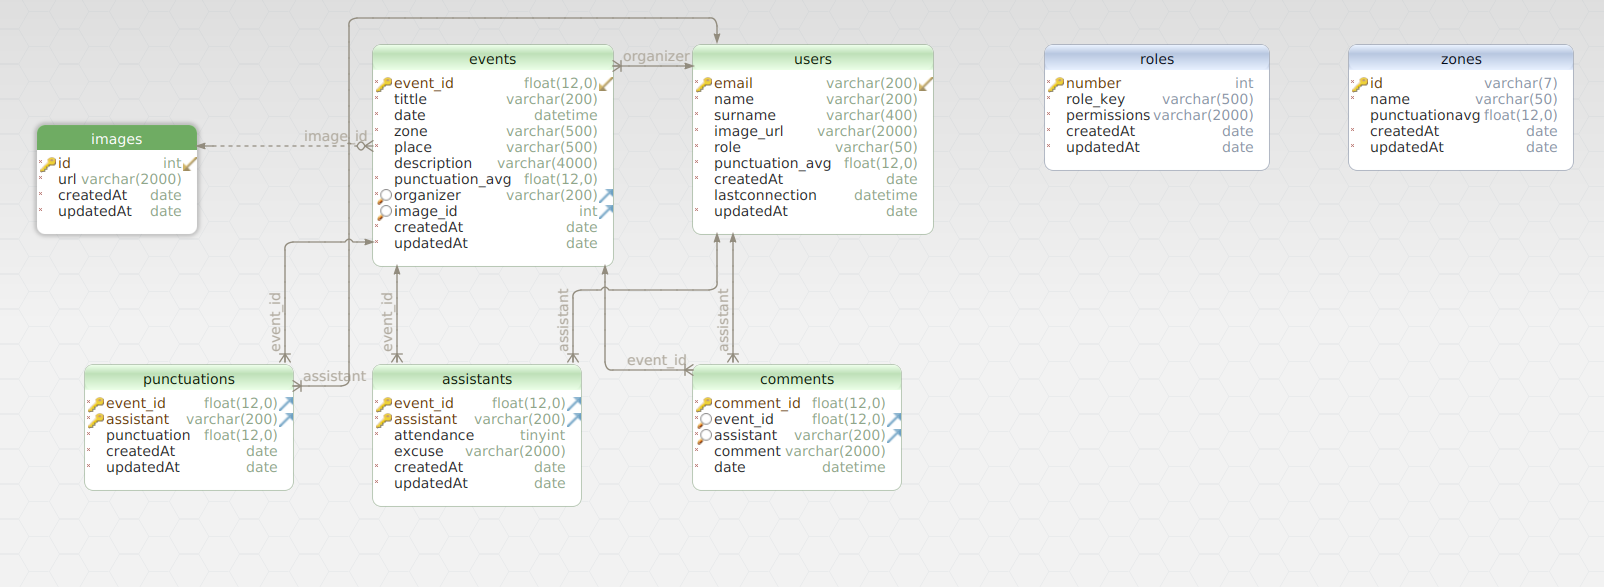 organizer
events
event_id float(12,0)
tittle varchar(200)
date datetime
zone varchar(500)
place varchar(500)
description varchar(4000)
punctuation_avg float(12,0)
organizer varchar(200)
image_id int
createdAt date
updatedAt date
users
email varchar(200)
name varchar(200)
surname varchar(400)
image_url varchar(2000)
role varchar(50)
punctuation_avg float(12,0)
createdAt date
lastconnection datetime
updatedAt date
roles
number int
role_key varchar(500)
permissions varchar(2000)
createdAt date
updatedAt date
zones
id varchar(7)
name varchar(50)
punctuationavg float(12,0)
createdAt date
updatedAt date
images
id int
url varchar(2000)
createdAt date
updatedAt date
image_id
event_id
event_id
assistant
assistant
event_id
assistant
punctuations
event_id float(12,0)
assistant varchar(200)
punctuation float(12,0)
createdAt date
updatedAt date
assistants
event_id float(12,0)
assistant varchar(200)
attendance tinyint
excuse varchar(2000)
createdAt date
updatedAt date
comments
comment_id float(12,0)
event_id float(12,0)
assistant varchar(200)
comment varchar(2000)
date datetime